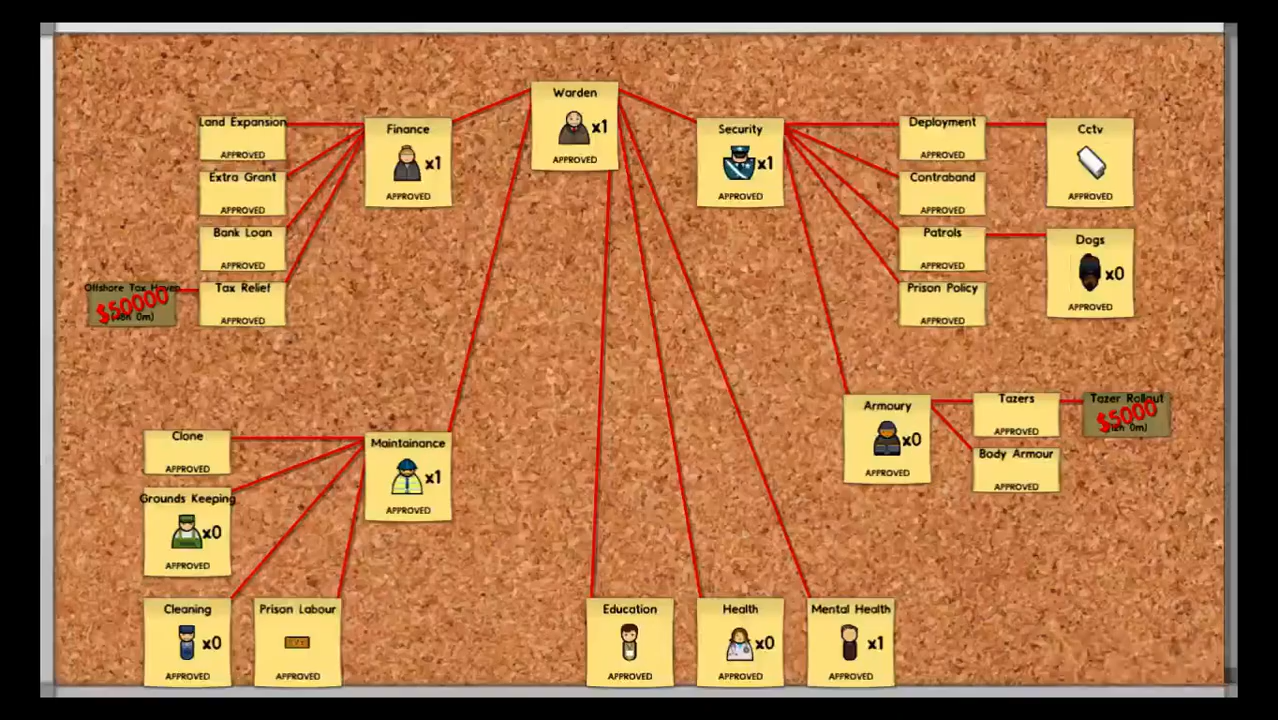 Warden
x1
APPROVED
Finance
x1
APPROVED
Land Expansion
APPROVED
Extra Grant
APPROVED
Bank Loan
APPROVED
Tax Relief
APPROVED
Offshore Tax Haven
$50000
0m)
Security
x1
APPROVED
Deployment
APPROVED
Contraband
APPROVED
Patrols
APPROVED
Prison Policy
APPROVED
Cctv
APPROVED
Dogs
x0
APPROVED
Armoury
x0
APPROVED
Tazers
APPROVED
Body Armour
APPROVED
Tazer Rollout
$5000
0m)
Maintainance
x1
APPROVED
Clone
APPROVED
Grounds Keeping
x0
APPROVED
Cleaning
x0
APPROVED
Prison Labour
APPROVED
Education
APPROVED
Health
x0
APPROVED
Mental Health
x1
APPROVED